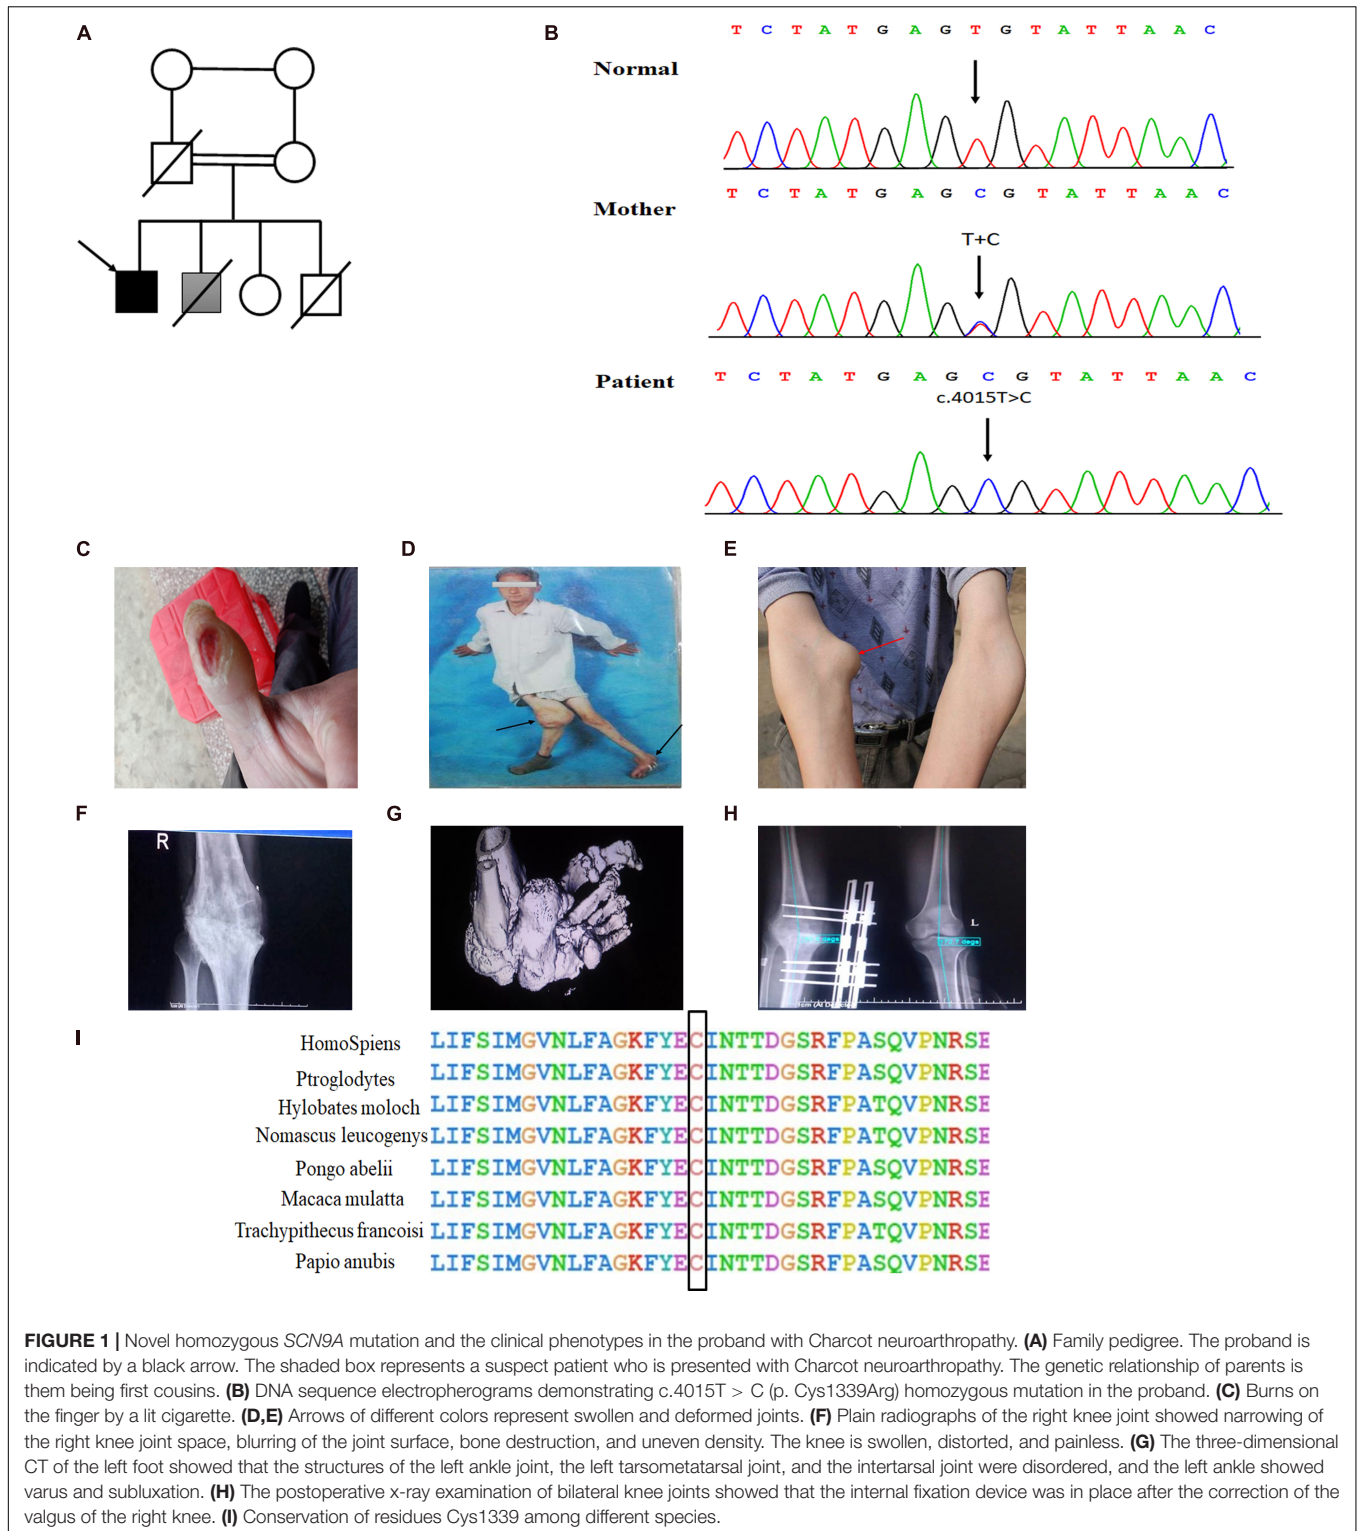 A
B
T C T A T G A G T G T A T T A A C
Normal
T C T A T G A G C G T A T T A A C
Mother
T+C
Patient
T C T A T G A G C G T A T T A A C
c.4015T>C
C
D
E
F
G
H
R
L
I
HomoSpiens LIFSIMGVNLFAGKFYECINTTDGSRFPASQVPNRSE
Ptroglodytes LIFSIMGVNLFAGKFYECINTTDGSRFPASQVPNRSE
Hylobates moloch LIFSIMGVNLFAGKFYECINTTDGSRFPATQVPNRSE
Nomascus leucogenys LIFSIMGVNLFAGKFYECINTTDGSRFPATQVPNRSE
Pongo abelii LIFSIMGVNLFAGKFYECINTTDGSRFPASQVPNRSE
Macaca mulatta LIFSIMGVNLFAGKFYECINTTDGSRFPASQVPNRSE
Trachypithecus francoisi LIFSIMGVNLFAGKFYECINTTDGSRFPATQVPNRSE
Papio anubis LIFSIMGVNLFAGKFYECINTTDGSRFPASQVPNRSE
FIGURE 1 | Novel homozygous SCN9A mutation and the clinical phenotypes in the proband with Charcot neuroarthropathy. (A) Family pedigree. The proband is
indicated by a black arrow. The shaded box represents a suspect patient who is presented with Charcot neuroarthropathy. The genetic relationship of parents is
them being first cousins. (B) DNA sequence electropherograms demonstrating c.4015T > C (p. Cys1339Arg) homozygous mutation in the proband. (C) Burns on
the finger by a lit cigarette. (D,E) Arrows of different colors represent swollen and deformed joints. (F) Plain radiographs of the right knee joint showed narrowing of
the right knee joint space, blurring of the joint surface, bone destruction, and uneven density. The knee is swollen, distorted, and painless. (G) The three-dimensional
CT of the left foot showed that the structures of the left ankle joint, the left tarsometatarsal joint, and the intertarsal joint were disordered, and the left ankle showed
varus and subluxation. (H) The postoperative x-ray examination of bilateral knee joints showed that the internal fixation device was in place after the correction of the
valgus of the right knee. (I) Conservation of residues Cys1339 among different species.